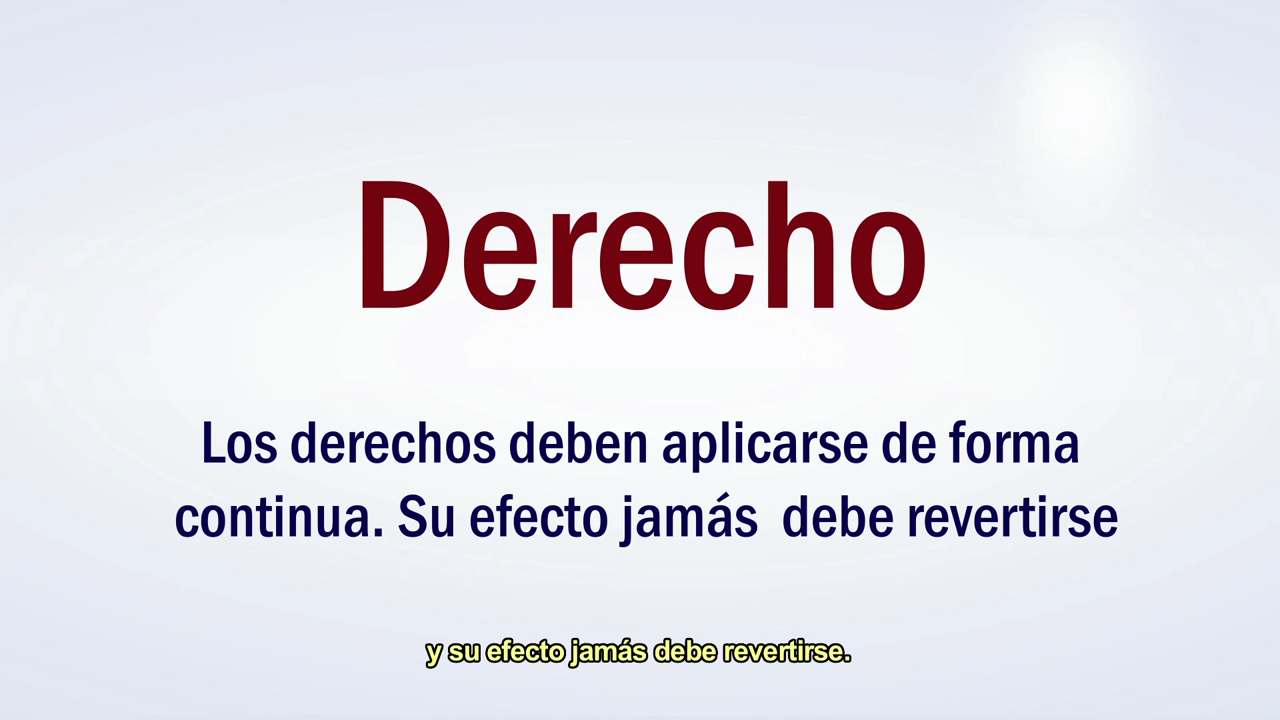 Derecho
Los derechos deben aplicarse de forma
continua. Su efecto jamás debe revertirse
y su efecto jamás debe revertirse.